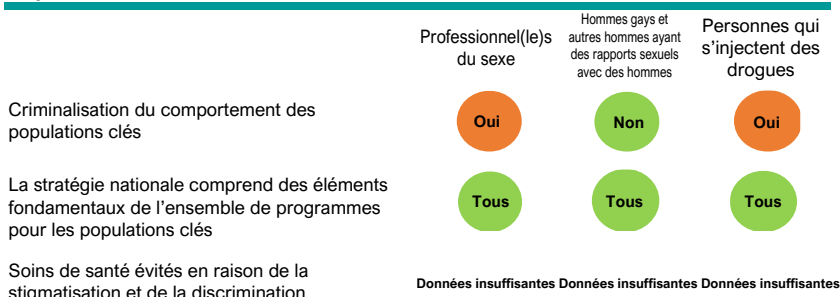 Professionnel(le)s
du sexe
Hommes gays et
autres hommes ayant
des rapports sexuels
avec des hommes
Personnes qui
s'injectent des
drogues
Criminalisation du comportement des
populations clés
Oui
Non
Oui
La stratégie nationale comprend des éléments
fondamentaux de l'ensemble de programmes
pour les populations clés
Tous
Tous
Tous
Soins de santé évités en raison de la
stigmatisation et de la discrimination
Données insuffisantes Données insuffisantes Données insuffisantes